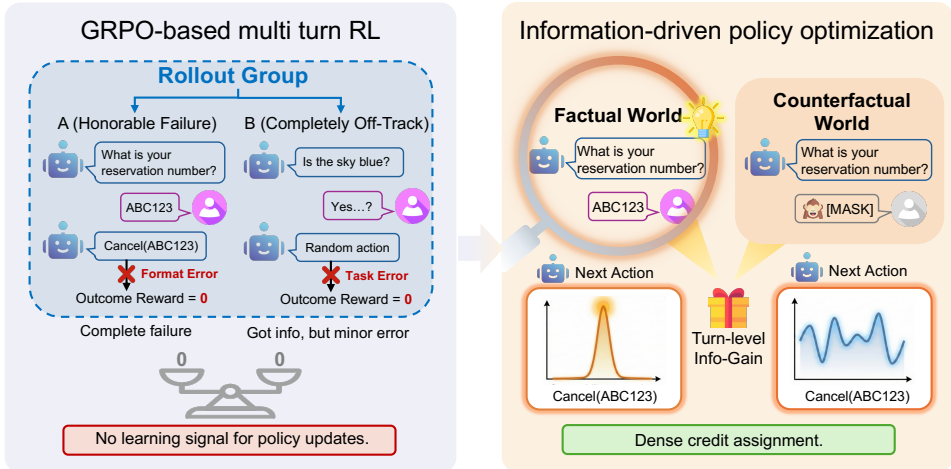 GRPO-based multi turn RL
Rollout Group
A (Honorable Failure)
B (Completely Off-Track)
What is your
reservation number?
Is the sky blue?
ABC123
Yes…?
Cancel(ABC123)
Random action
Format Error
Task Error
Outcome Reward = 0
Outcome Reward = 0
Complete failure
Got info, but minor error
0
0
No learning signal for policy updates.
Information-driven policy optimization
Factual World
Counterfactual
World
What is your
reservation number?
What is your
reservation number?
ABC123
[MASK]
Next Action
Next Action
Turn-level
Info-Gain
Cancel(ABC123)
Cancel(ABC123)
Dense credit assignment.